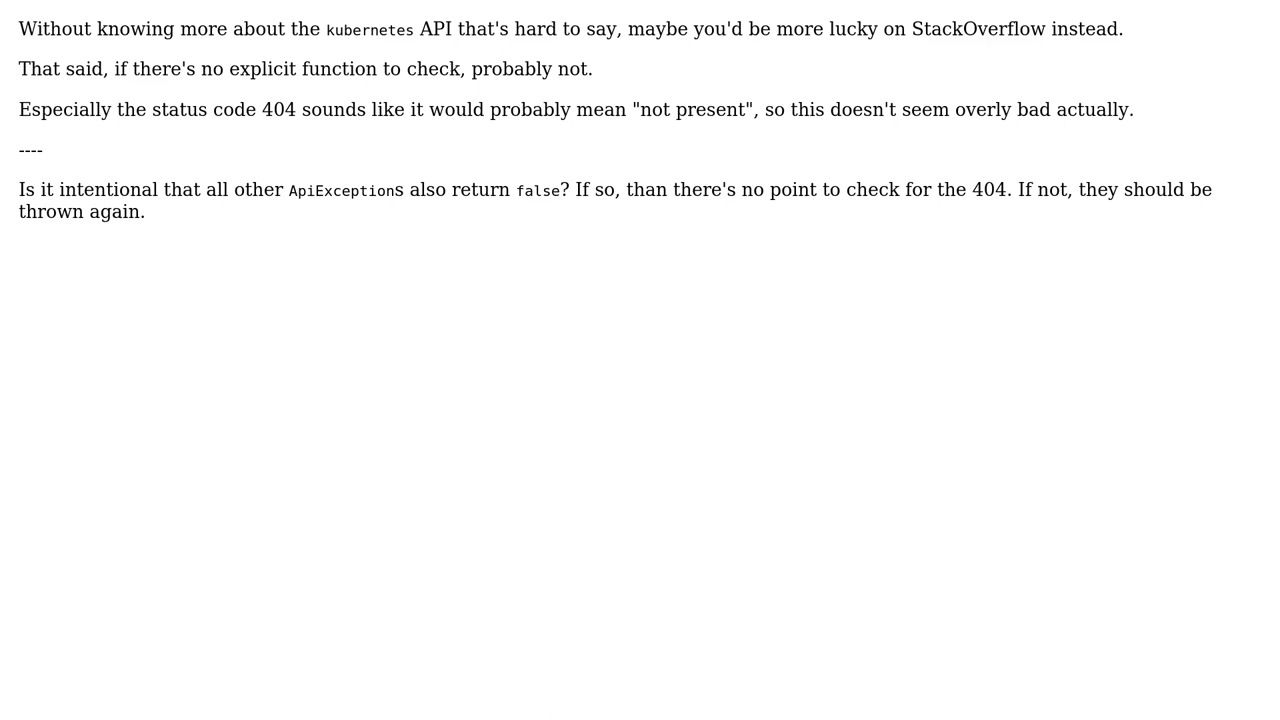 Without knowing more about the kubernetes API that's hard to say, maybe you'd be more lucky on StackOverflow instead.
That said, if there's no explicit function to check, probably not.
Especially the status code 404 sounds like it would probably mean "not present", so this doesn't seem overly bad actually.
----
Is it intentional that all other ApiExceptions also return false? If so, than there's no point to check for the 404. If not, they should be
thrown again.